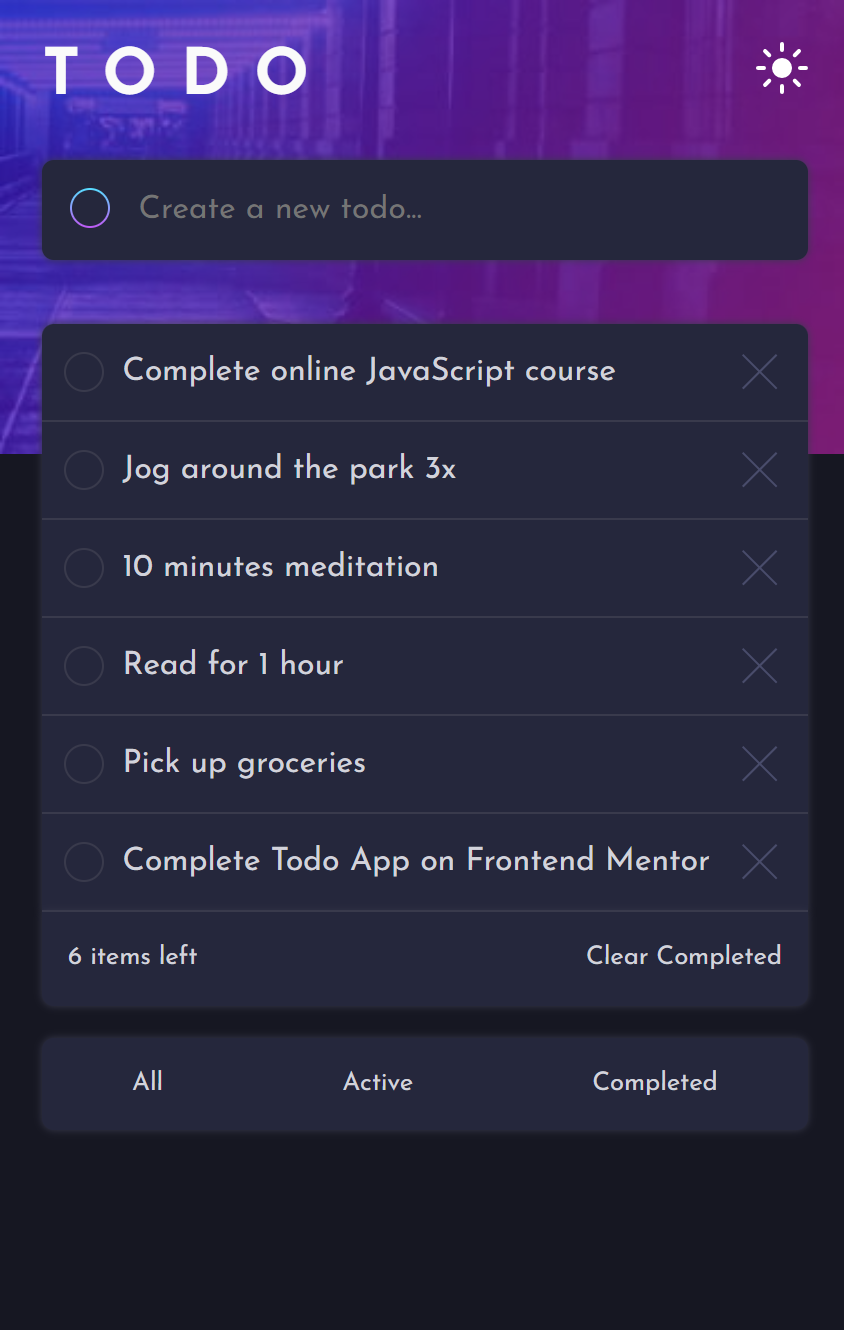 TODO
Create a new todo...
Complete online JavaScript course
Jog around the park 3x
10 minutes meditation
Read for 1 hour
Pick up groceries
Complete Todo App on Frontend Mentor
6 items left Clear Completed
All Active Completed